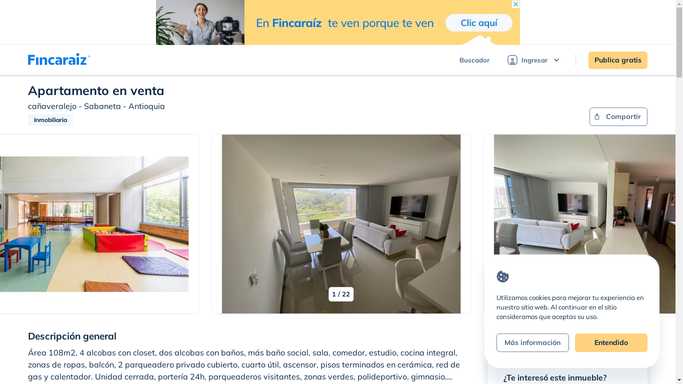 En Fincaraíz te ven porque te ven
Clic aquí
Fincaraíz
Buscador
Ingresar
Publica gratis
Apartamento en venta
cañaveralejo - Sabaneta - Antioquia
Inmobiliaria
Compartir
1 / 22
Utilizamos cookies para mejorar tu experiencia en
nuestro sitio web. Al continuar en el sitio
consideramos que aceptas su uso.
Más información
Entendido
Descripción general
Área 108m2, 4 alcobas con closet, dos alcobas con baños, más baño social, sala, comedor, estudio, cocina integral,
zonas de ropas, balcón, 2 parqueadero privado cubierto, cuarto útil, ascensor, pisos terminados en cerámica, red de
gas y calentador. Unidad cerrada, portería 24h, parqueaderos visitantes, zonas verdes, polideportivo, gimnasio....
¿Te interesó este inmueble?